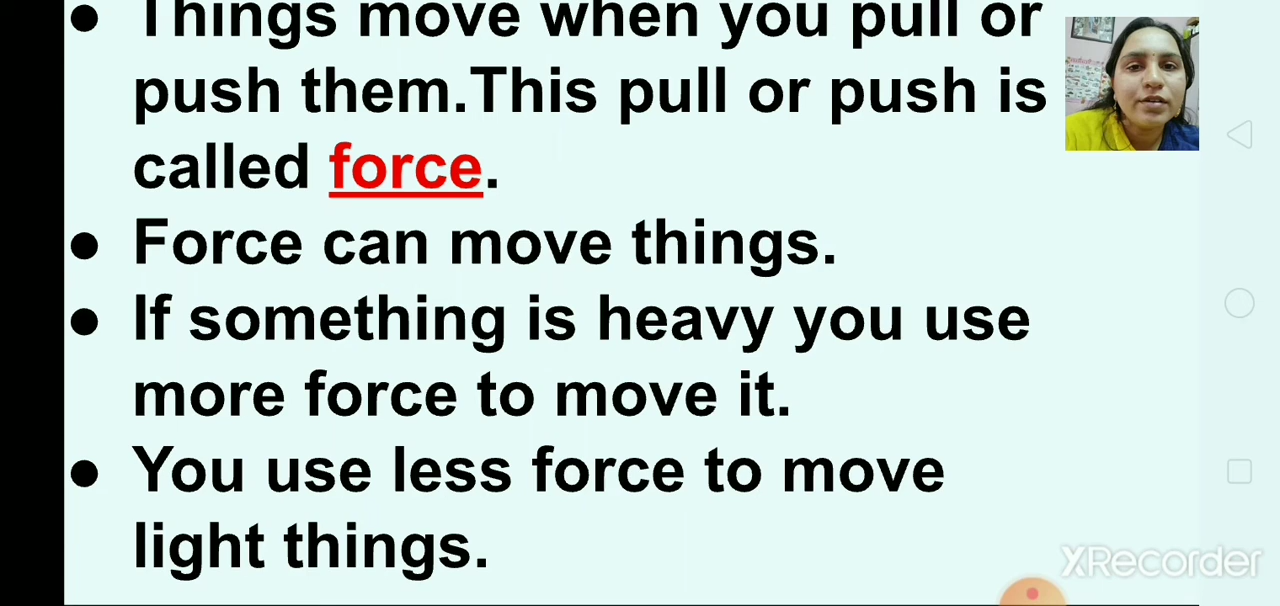 ● Things move when you pull or
push them.This pull or push is
called force.
● Force can move things.
● If something is heavy you use
more force to move it.
● You use less force to move
light things.
XRecorder